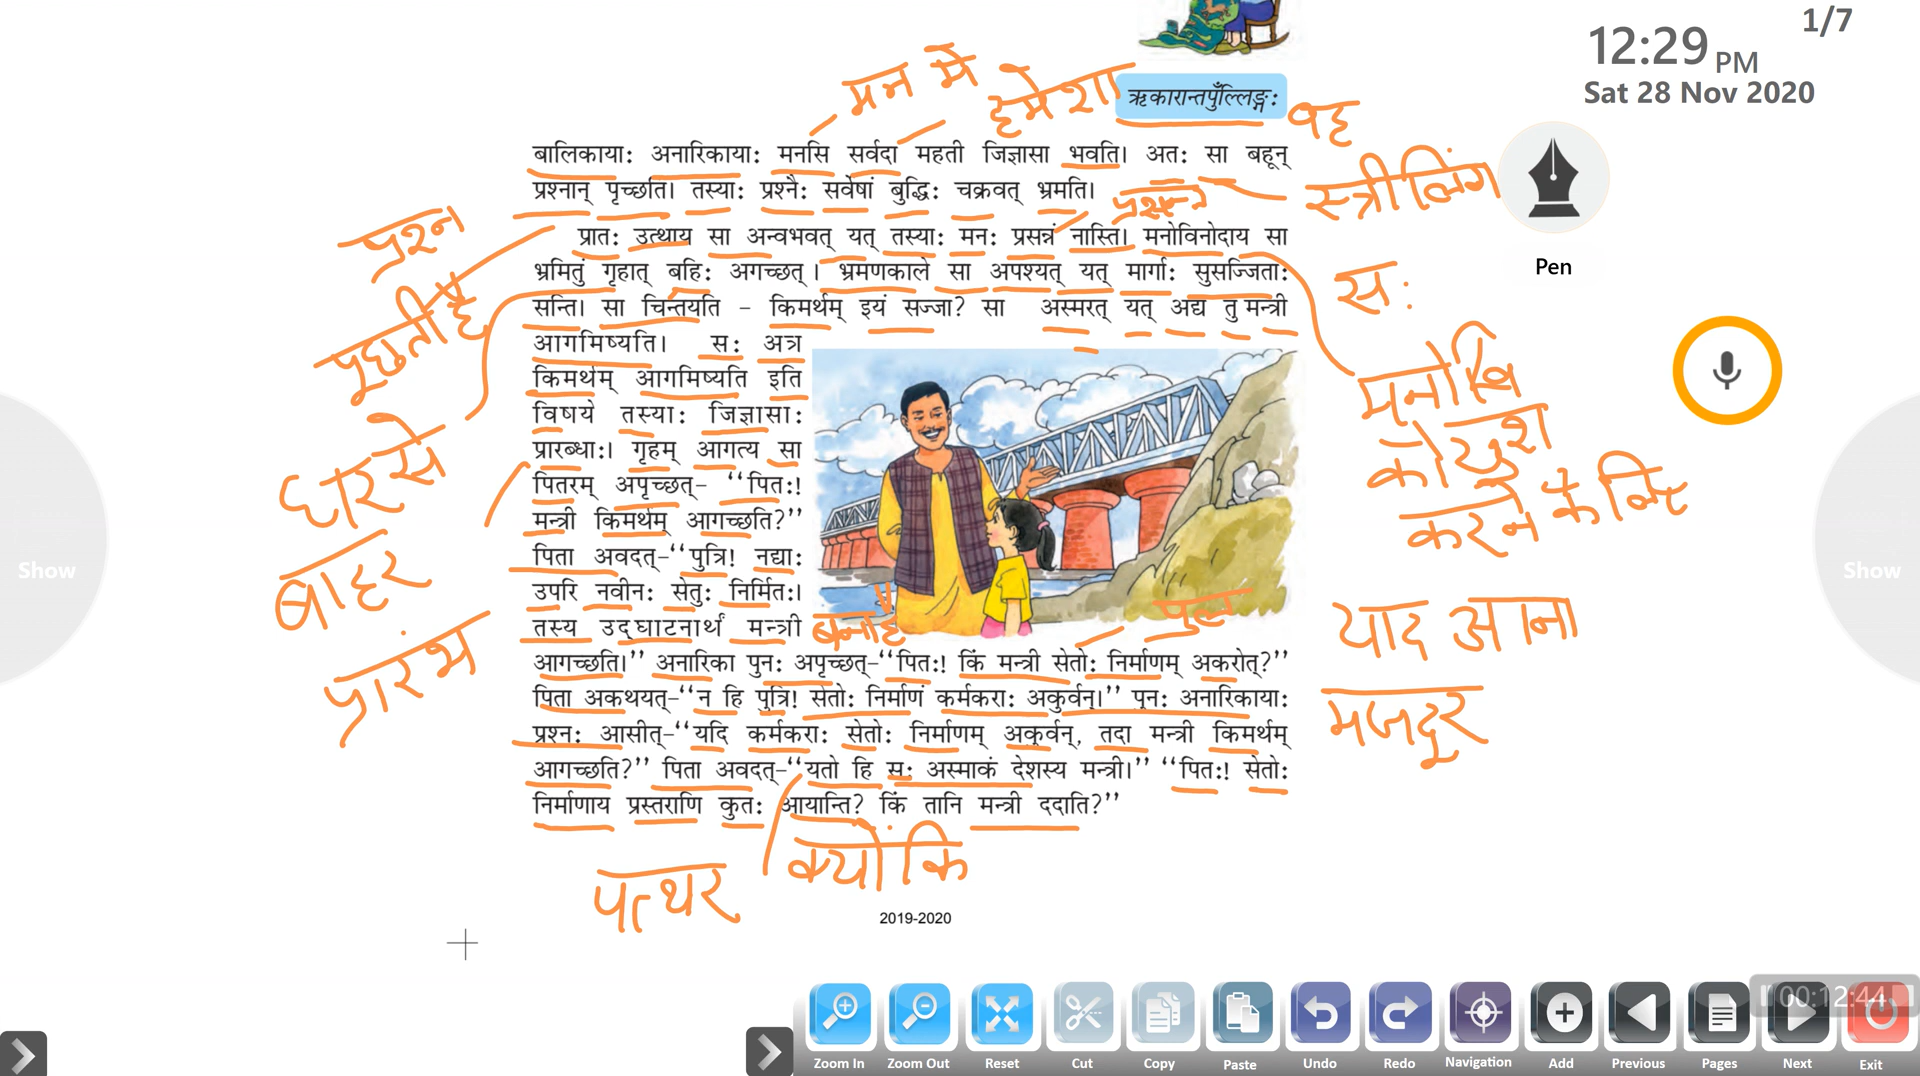 1/7
12:29 PM
Sat 28 Nov 2020
ऋकारान्तपुँल्लिङ्गः
मन मे
हमेशा
वह
स्त्रीलिंग
बालिकायाः अनारिकायाः मनसि सर्वदा महती जिज्ञासा भवति। अतः सा बहून्
प्रश्नान् पृच्छति। तस्याः प्रश्नैः सर्वेषां बुद्धिः चक्रवत् भ्रमति।
प्रातः उत्थाय सा अन्वभवत् यत् तस्याः मनः प्रसन्नं नास्ति। मनोविनोदाय सा
भ्रमितुं गृहात् बहिः अगच्छत्। भ्रमणकाले सा अपश्यत् यत् मार्गाः सुसज्जिताः
सन्ति। सा चिन्तयति – किमर्थम् इयं सज्जा? सा अस्मरत् यत् अद्य तु मन्त्री
आगमिष्यति। सः अत्र
किमर्थम् आगमिष्यति इति
विषये तस्याः जिज्ञासाः
प्रारब्धाः। गृहम् आगत्य सा
पितरम् अपृच्छत्– “पितः!
मन्त्री किमर्थम् आगच्छति?”
पिता अवदत्–“पुत्रि! नद्याः
उपरि नवीनः सेतुः निर्मितः।
तस्य उद्घाटनार्थं मन्त्री
आगच्छति।” अनारिका पुनः अपृच्छत्–“पितः! किं मन्त्री सेतोः निर्माणम् अकरोत्?”
पिता अकथयत्–“न हि पुत्रि! सेतोः निर्माणं कर्मकराः अकुर्वन्।” पुनः अनारिकायाः
प्रश्नः आसीत्–“यदि कर्मकराः सेतोः निर्माणम् अकुर्वन्, तदा मन्त्री किमर्थम्
आगच्छति?” पिता अवदत्–“यतो हि सः अस्माकं देशस्य मन्त्री।” “पितः! सेतोः
निर्माणाय प्रस्तराणि कुतः आयान्ति? किं तानि मन्त्री ददाति?”
प्रश्न
पूछती है
घर से
बाहर
प्रारंभ
सः
को खुश
करने के लिए
याद आना
मजदूर
बना है
पुल
पत्थर
क्योंकि
2019-2020
Pen
Show
Show
00:12:44
Zoom In
Zoom Out
Reset
Cut
Copy
Paste
Undo
Redo
Navigation
Add
Previous
Pages
Next
Exit